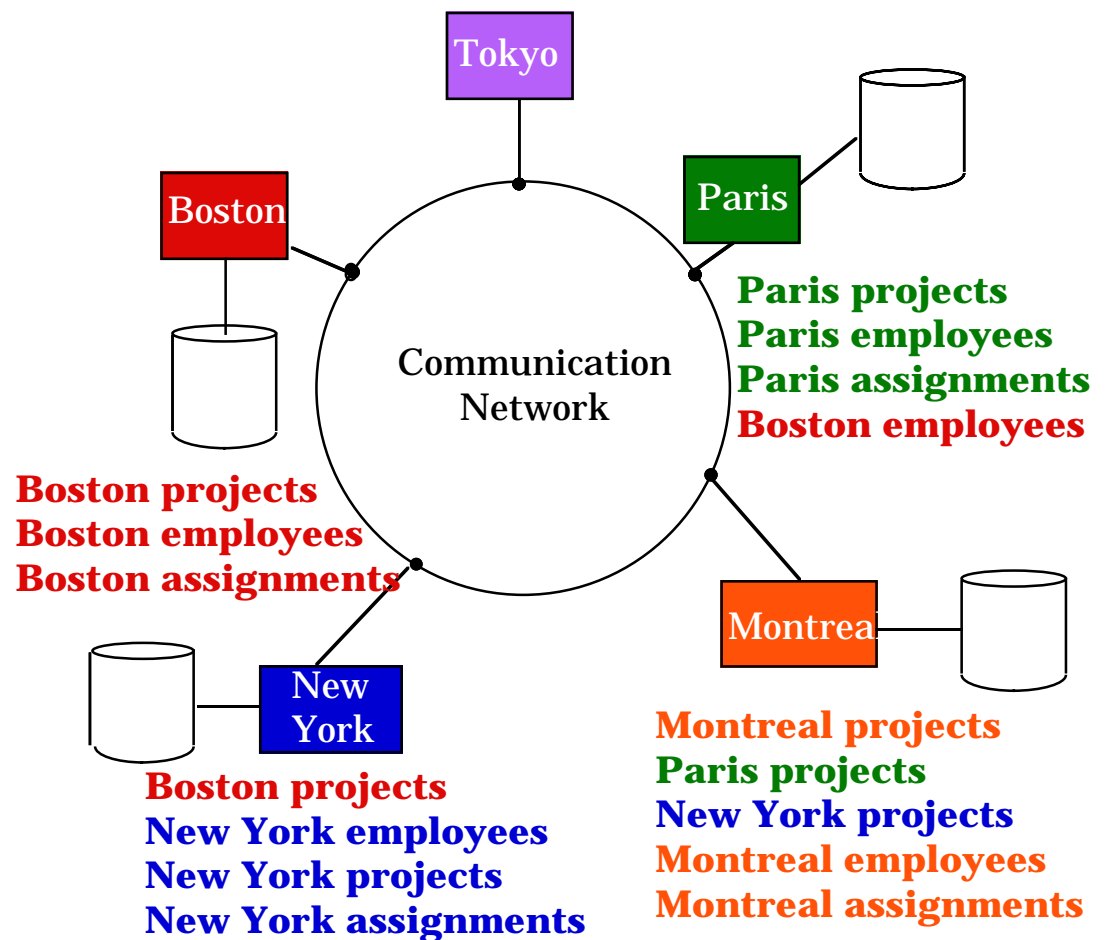 Tokyo
Paris
Boston
Communication
Network
Paris projects
Paris employees
Paris assignments
Boston employees
Boston projects
Boston employees
Boston assignments
Montreal
New
York
Montreal projects
Paris projects
New York projects
Montreal employees
Montreal assignments
Boston projects
New York employees
New York projects
New York assignments